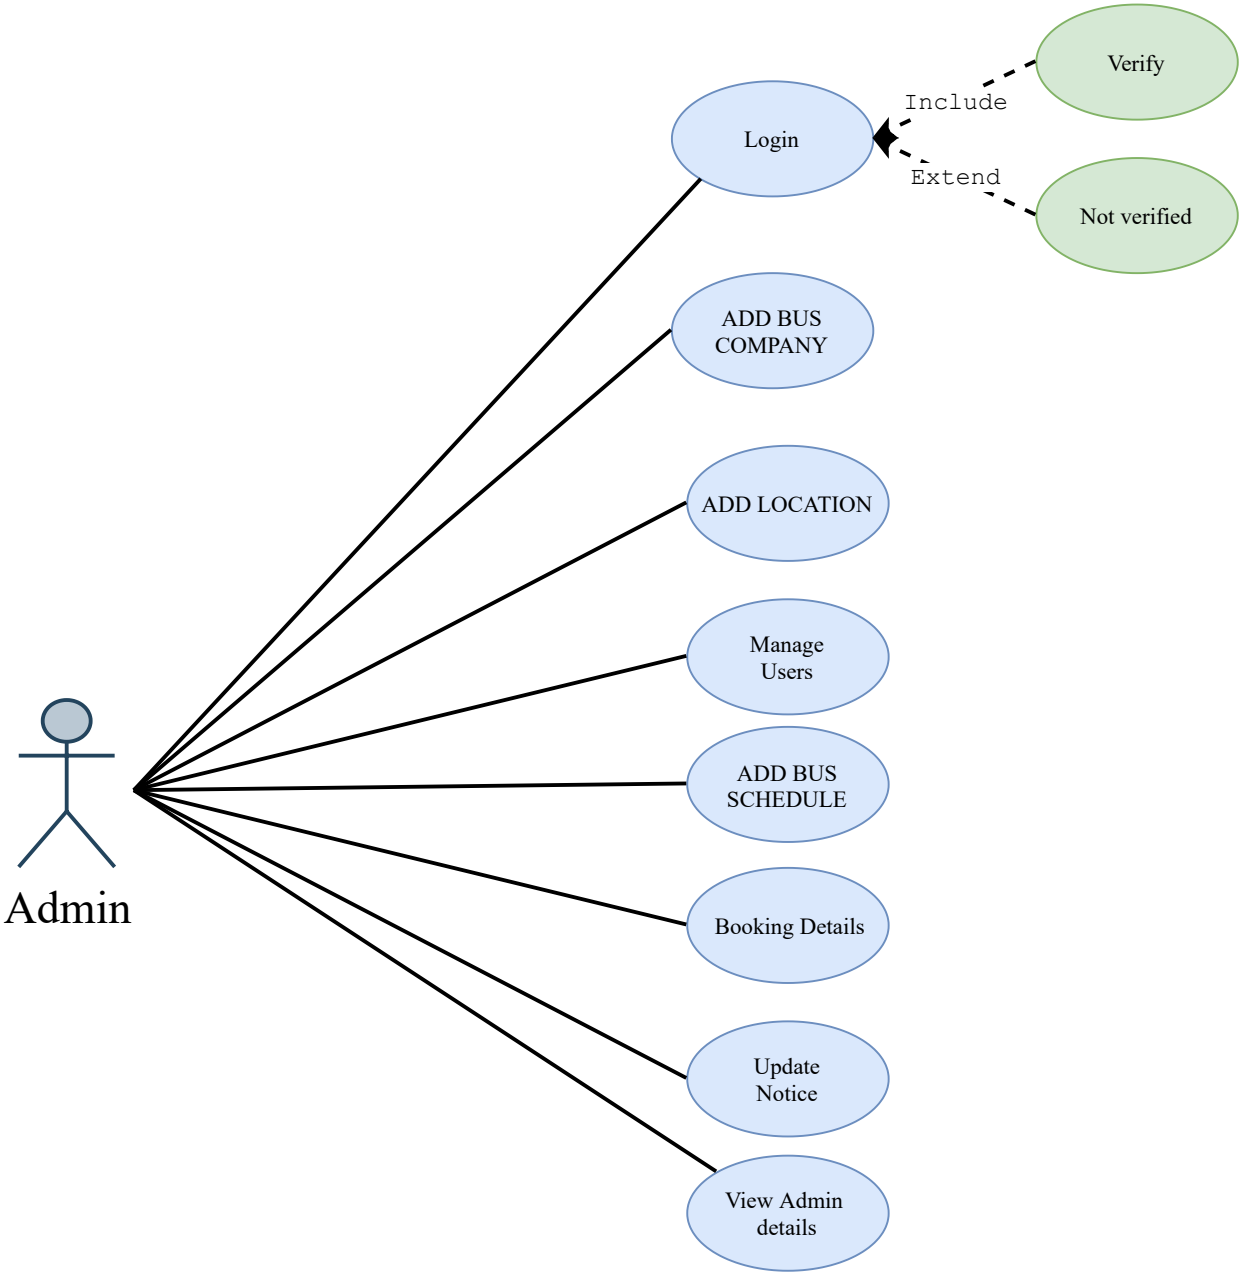 Verify
Include
Login
Extend
Not verified
ADD BUS
COMPANY
ADD LOCATION
Manage
Users
ADD BUS
SCHEDULE
Admin
Booking Details
Update
Notice
View Admin
details